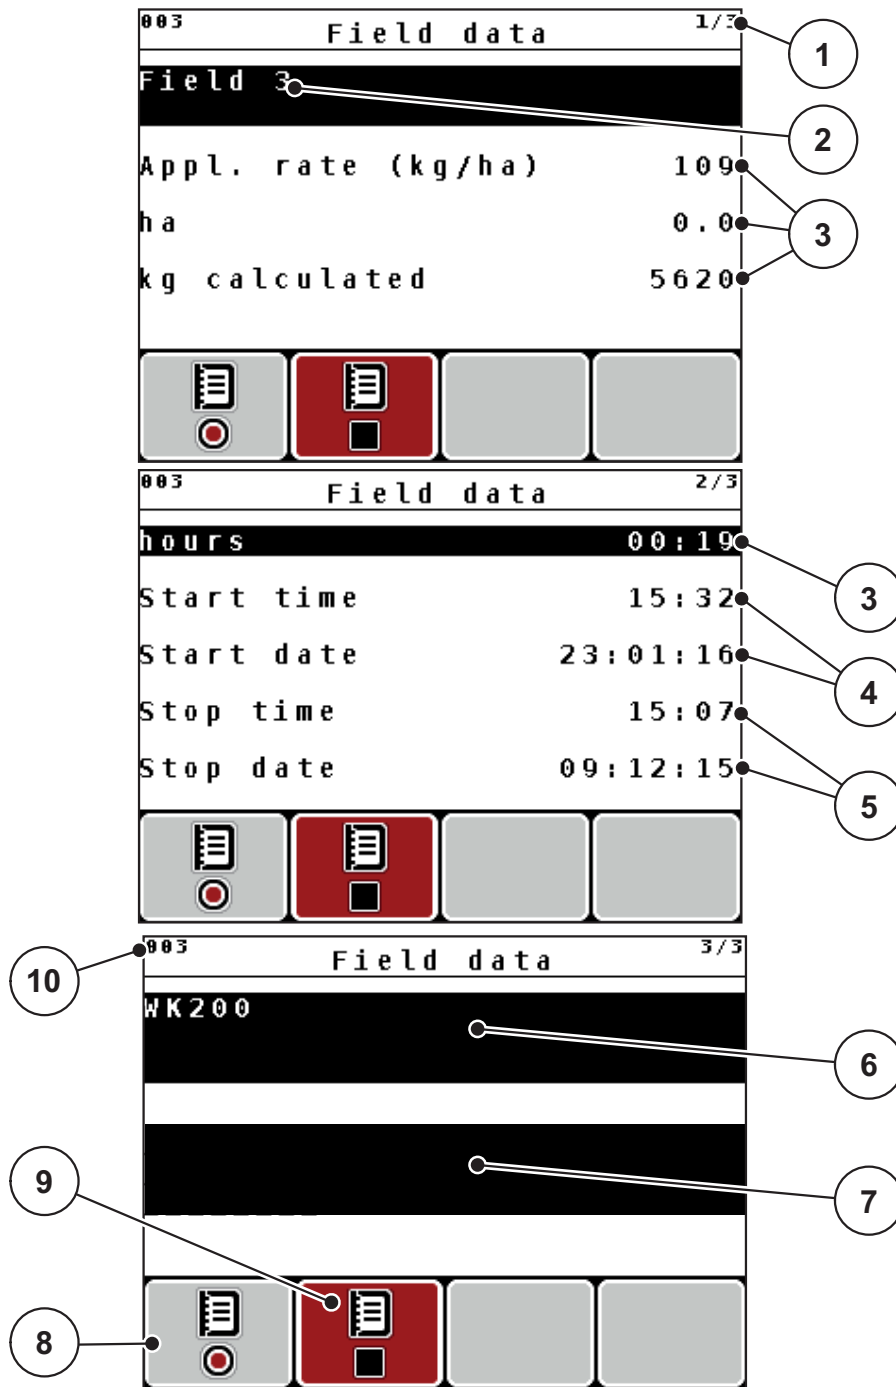 003 Field data 1/3
1
Field 3
2
Appl. rate (kg/ha) 109
ha 0.0
3
kg calculated 5620
003 Field data 2/3
hours 00:19
3
Start time 15:32
Start date 23:01:16
4
Stop time 15:07
Stop date 09:12:15
5
003 Field data 3/3
10
WK200
6
9
7
8